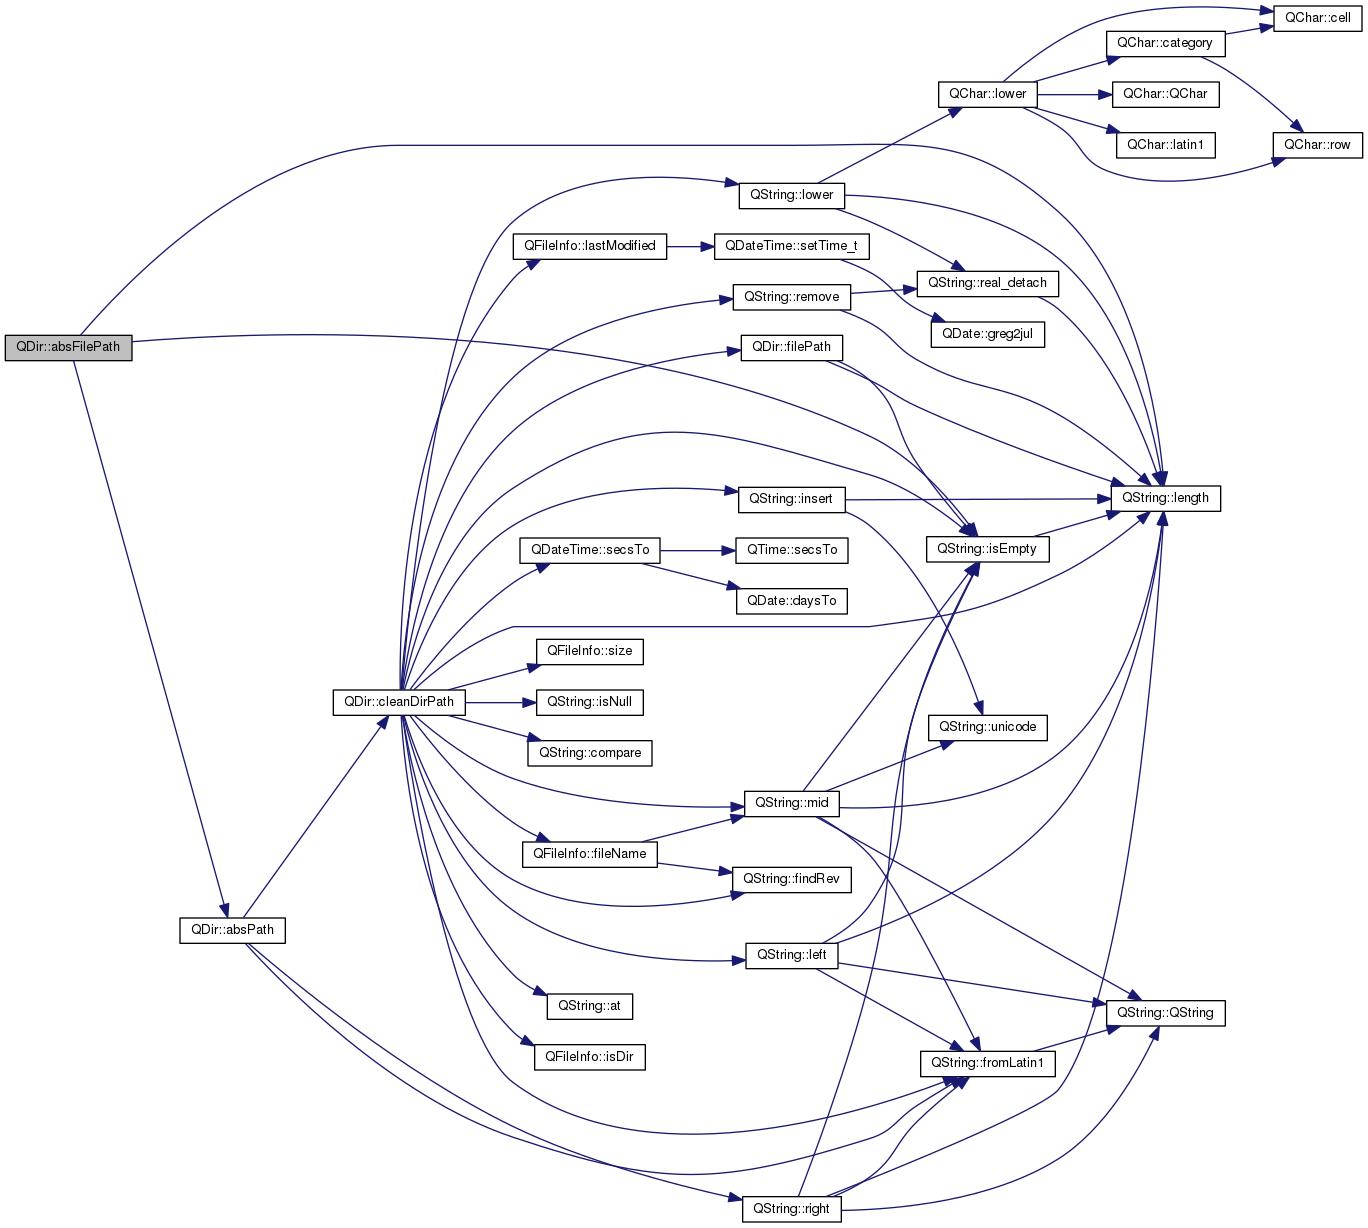 QChar::cell
QChar::category
QChar::lower
QChar::QChar
QChar::latin1
QChar::row
QString::lower
QFileInfo::lastModified
QDateTime::setTime_t
QString::real_detach
QString::remove
QDate::greg2jul
QDir::absFilePath
QDir::filePath
QString::insert
QString::length
QDateTime::secsTo
QTime::secsTo
QString::isEmpty
QDate::daysTo
QFileInfo::size
QDir::cleanDirPath
QString::isNull
QString::unicode
QString::compare
QString::mid
QFileInfo::fileName
QString::findRev
QDir::absPath
QString::left
QString::at
QString::QString
QFileInfo::isDir
QString::fromLatin1
QString::right